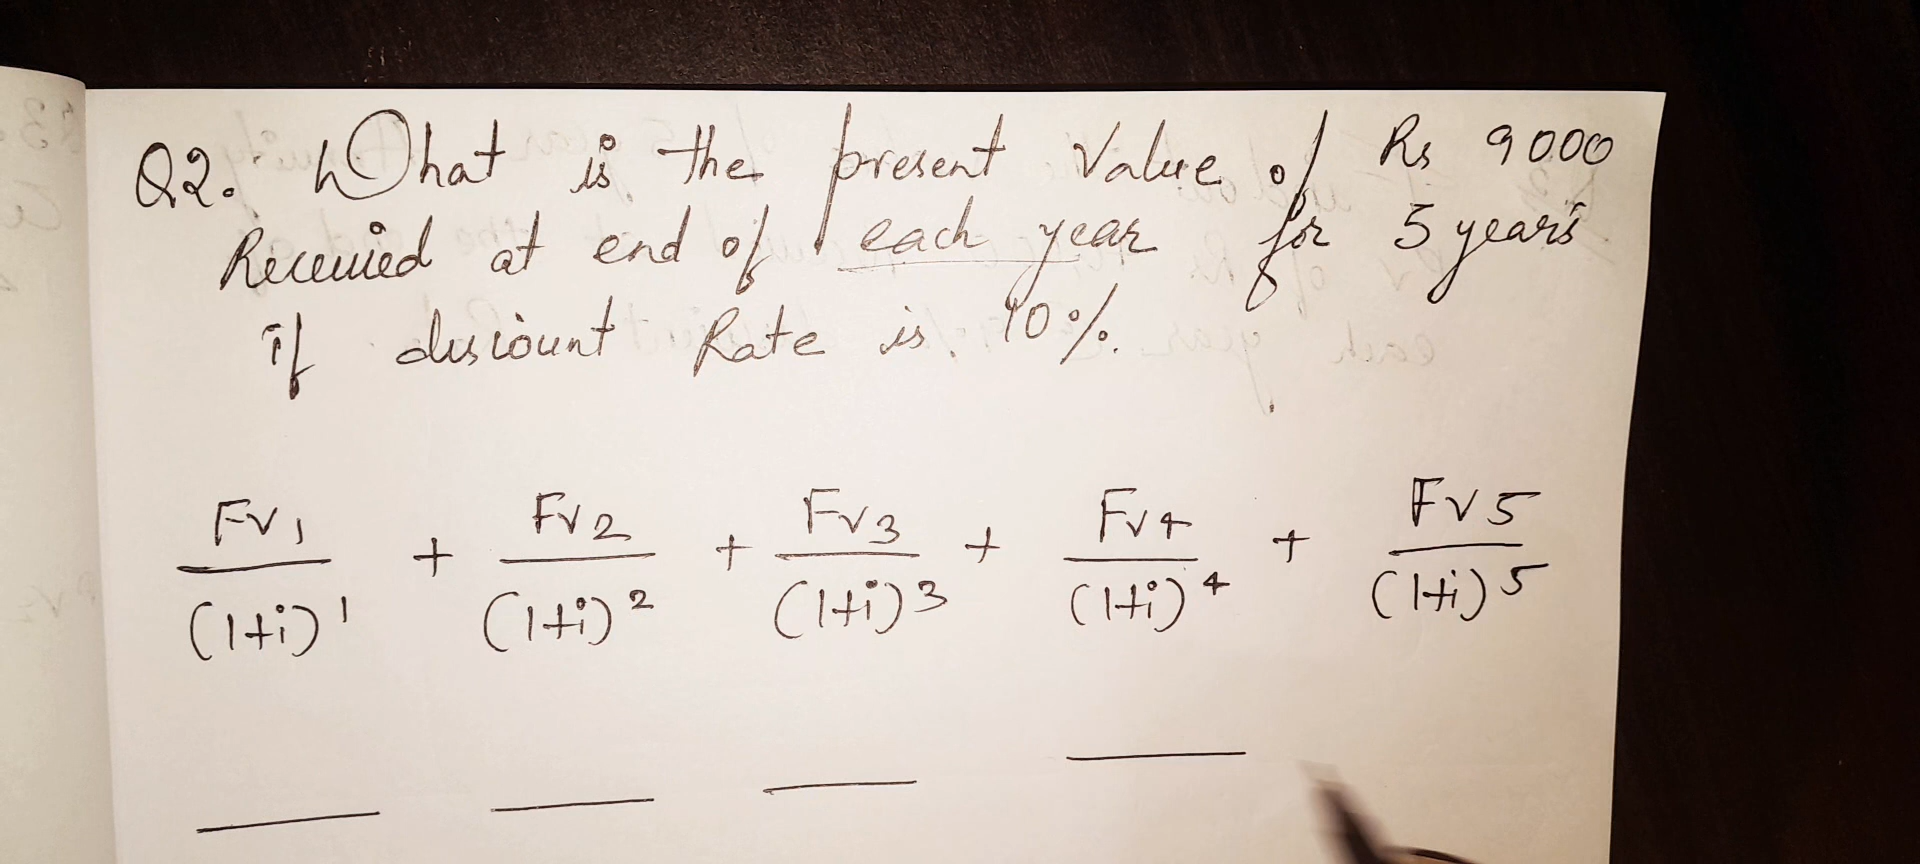 Q2. What is the present Value of Rs 9000
Received at end of each year for 5 years
if discount Rate is 10%.
FV1 + FV2 + FV3 + FV4 + FV5
(1+i)1 (1+i)2 (1+i)3 (1+i)4 (1+i)5